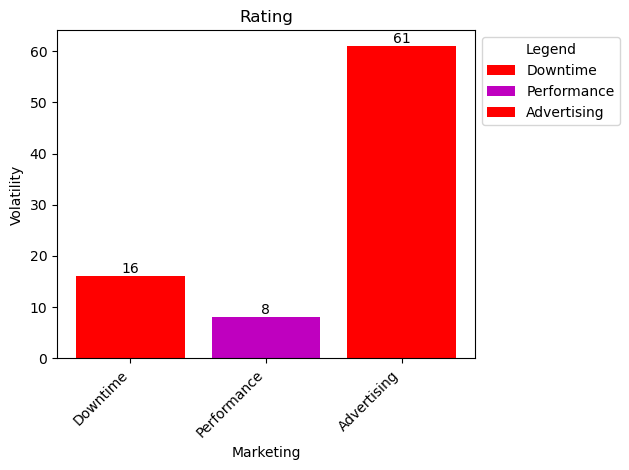 Rating
Volatility
60
50
40
30
20
10
0
16
8
61
Downtime
Performance
Advertising
Marketing
Legend
Downtime
Performance
Advertising